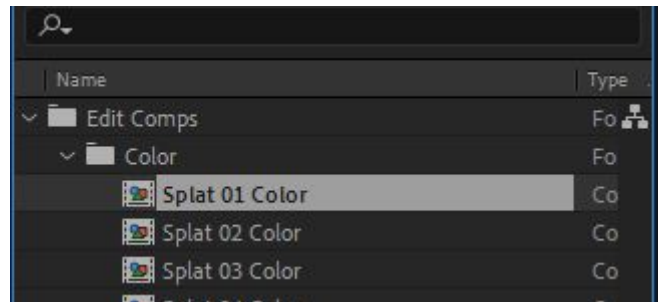 Name Type
Edit Comps Fo
Color Fo
Splat 01 Color Co
Splat 02 Color Co
Splat 03 Color Co